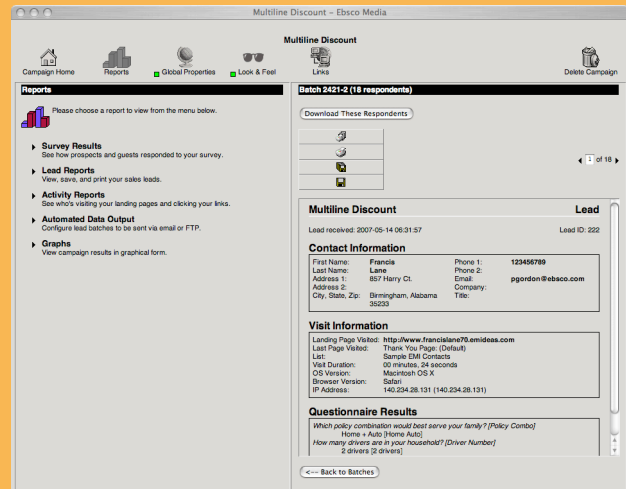 Multiline Discount – Ebsco Media
Multiline Discount
Campaign Home
Reports
Global Properties
Look & Feel
Links
Delete Campaign
Reports
Please choose a report to view from the menu below.
Survey Results
See how prospects and guests responded to your survey.
Lead Reports
View, save, and print your sales leads.
Activity Reports
See who's visiting your landing pages and clicking your links.
Automated Data Output
Configure lead batches to be sent via email or FTP.
Graphs
View campaign results in graphical form.
Batch 2421-2 (18 respondents)
Download These Respondents
1 of 18
Multiline Discount Lead
Lead received: 2007-05-14 06:31:57 Lead ID: 222
Contact Information
First Name: Francis Phone 1: 123456789
Last Name: Lane Phone 2:
Address 1: 857 Harry Ct. Email: pgordon@ebsco.com
Address 2: Company:
City, State, Zip: Birmingham, Alabama Title:
35233
Visit Information
Landing Page Visited: http://www.francislane70.emideas.com
Last Page Visited: Thank You Page: (Default)
List: Sample EMI Contacts
Visit Duration: 00 minutes, 24 seconds
OS Version: Macintosh OS X
Browser Version: Safari
IP Address: 140.234.28.131 (140.234.28.131)
Questionnaire Results
Which policy combination would best serve your family? [Policy Combo]
Home + Auto [Home Auto]
How many drivers are in your household? [Driver Number]
2 drivers [2 drivers]
<-- Back to Batches